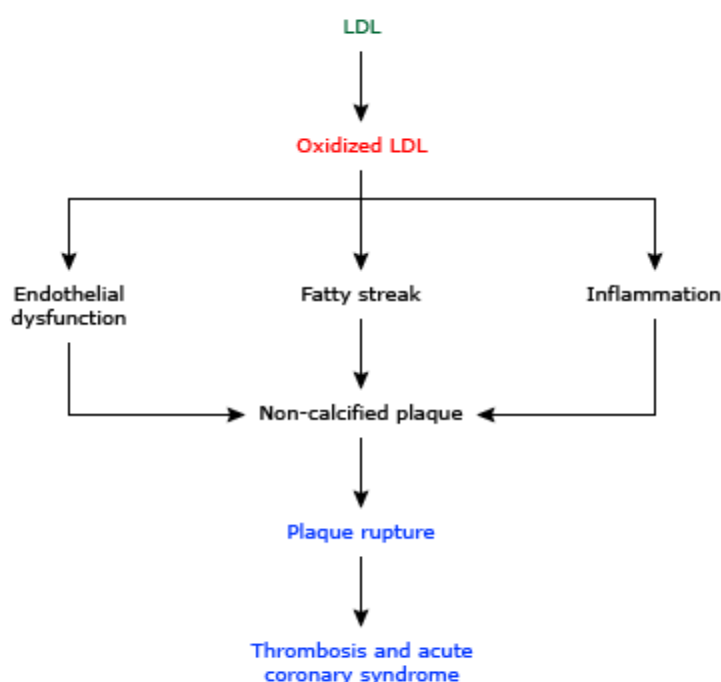 LDL
Oxidized LDL
Endothelial
dysfunction
Fatty streak
Inflammation
Non-calcified plaque
Plaque rupture
Thrombosis and acute
coronary syndrome